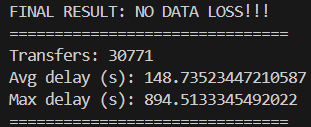 FINAL RESULT: NO DATA LOSS!!!
==============================
Transfers: 30771
Avg delay (s): 148.73523447210587
Max delay (s): 894.5133345492022
==============================